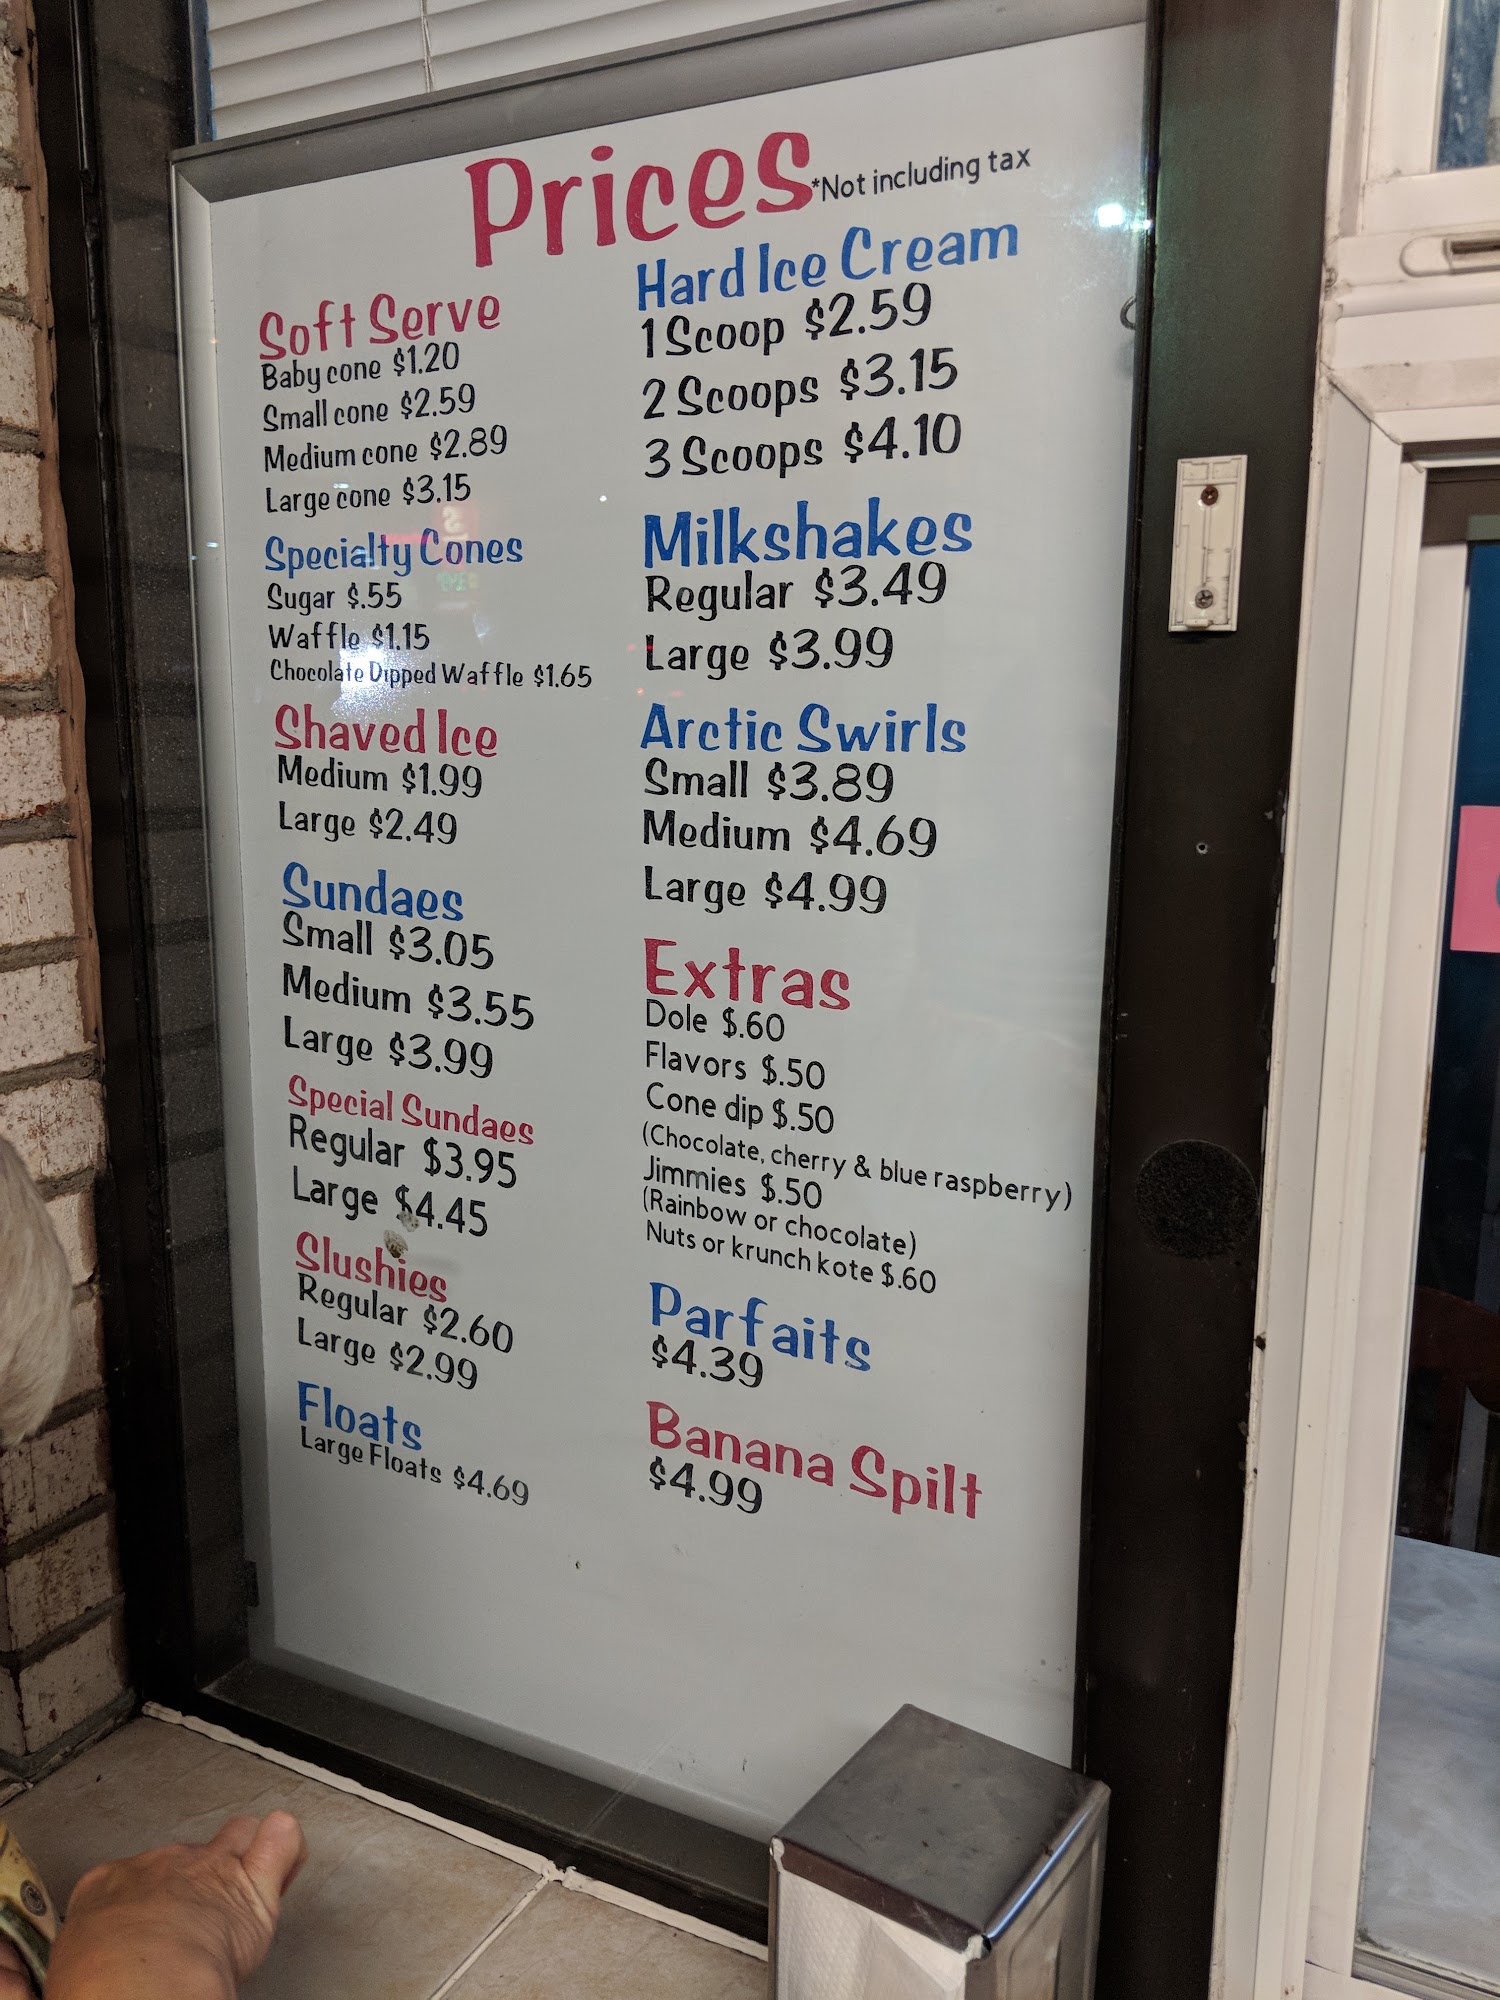 Prices
*Not including tax
Soft Serve
Baby cone $1.20
Small cone $2.59
Medium cone $2.89
Large cone $3.15
Specialty Cones
Sugar $.55
Waffle $1.15
Chocolate Dipped Waffle $1.65
Shaved Ice
Medium $1.99
Large $2.49
Sundaes
Small $3.05
Medium $3.55
Large $3.99
Special Sundaes
Regular $3.95
Large $4.45
Slushies
Regular $2.60
Large $2.99
Floats
Large Floats $4.69
Hard Ice Cream
1 Scoop $2.59
2 Scoops $3.15
3 Scoops $4.10
Milkshakes
Regular $3.49
Large $3.99
Arctic Swirls
Small $3.89
Medium $4.69
Large $4.99
Extras
Dole $.60
Flavors $.50
Cone dip $.50
(Chocolate, cherry & blue raspberry)
Jimmies $.50
(Rainbow or chocolate)
Nuts or krunch kote $.60
Parfaits
$4.39
Banana Spilt
$4.99